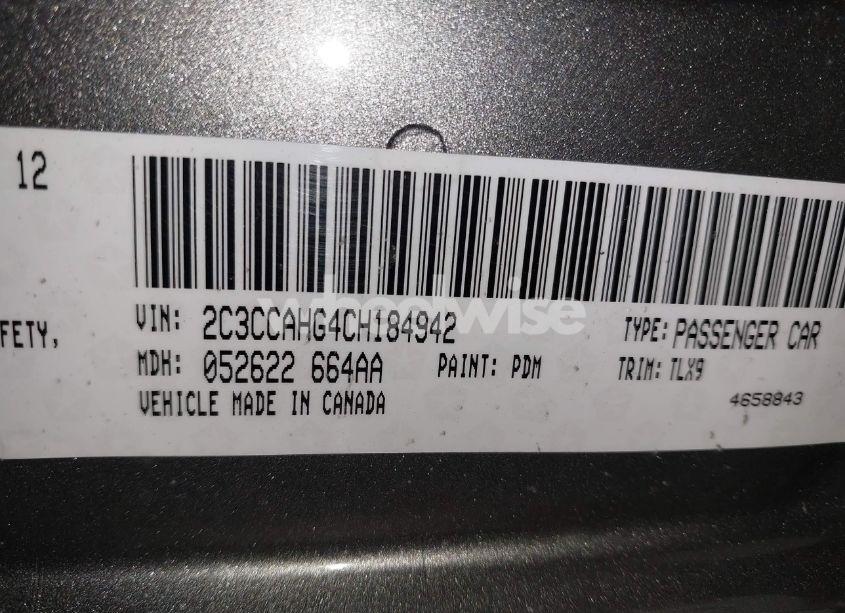 12
VIN: 2C3CCAHG4CH184942
TYPE: PASSENGER CAR
FETY,
MDH: 052622 664AA
PAINT: PDM
TRIM: TLX9
VEHICLE MADE IN CANADA
4658843
wheelwise